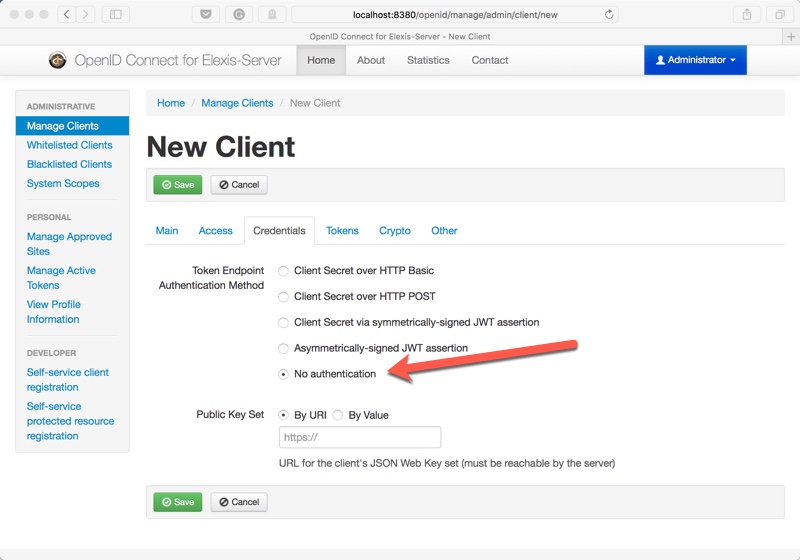 localhost:8380/openid/manage/admin/client/new
OpenID Connect for Elexis-Server - New Client
OpenID Connect for Elexis-Server
Home
About
Statistics
Contact
Administrator
ADMINISTRATIVE
Manage Clients
Whitelisted Clients
Blacklisted Clients
System Scopes
PERSONAL
Manage Approved
Sites
Manage Active
Tokens
View Profile
Information
DEVELOPER
Self-service client
registration
Self-service
protected resource
registration
Home / Manage Clients / New Client
New Client
Save
Cancel
Main
Access
Credentials
Tokens
Crypto
Other
Token Endpoint
Authentication Method
Client Secret over HTTP Basic
Client Secret over HTTP POST
Client Secret via symmetrically-signed JWT assertion
Asymmetrically-signed JWT assertion
No authentication
Public Key Set
By URI
By Value
https://
URL for the client's JSON Web Key set (must be reachable by the server)
Save
Cancel